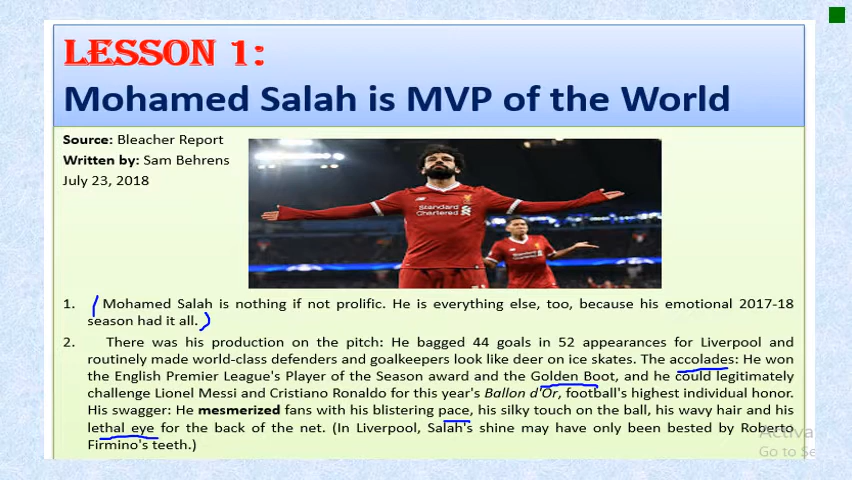 LESSON 1:
Mohamed Salah is MVP of the World
Source: Bleacher Report
Written by: Sam Behrens
July 23, 2018
Standard
Chartered
1. Mohamed Salah is nothing if not prolific. He is everything else, too, because his emotional 2017-18
season had it all.
2. There was his production on the pitch: He bagged 44 goals in 52 appearances for Liverpool and
routinely made world-class defenders and goalkeepers look like deer on ice skates. The accolades: He won
the English Premier League's Player of the Season award and the Golden Boot, and he could legitimately
challenge Lionel Messi and Cristiano Ronaldo for this year's Ballon d'Or, football's highest individual honor.
His swagger: He mesmerized fans with his blistering pace, his silky touch on the ball, his wavy hair and his
lethal eye for the back of the net. (In Liverpool, Salah's shine may have only been bested by Roberto
Firmino's teeth.)
Activa
Go to Se